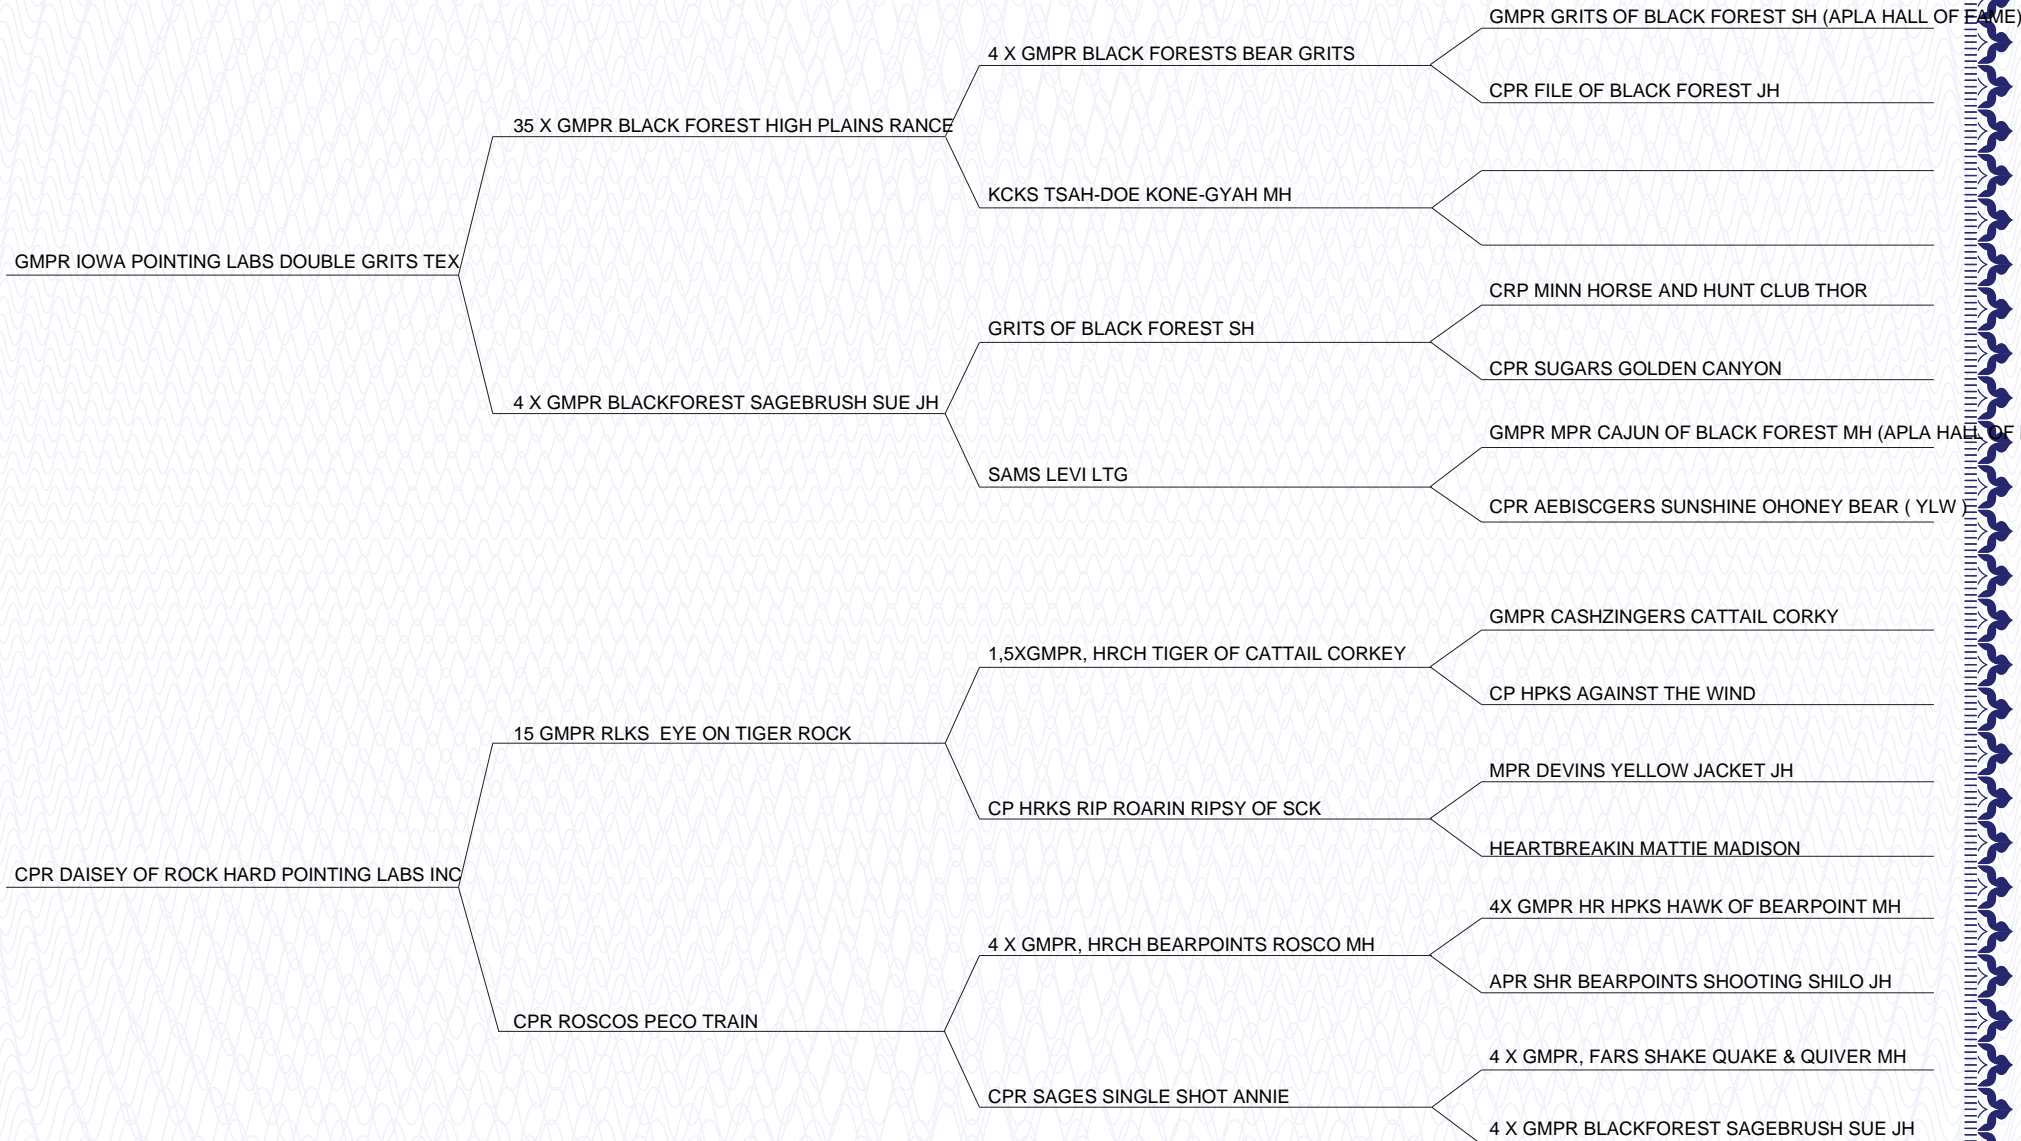 GMPR GRITS OF BLACK FOREST SH (APLA HALL OF FAME)
4 X GMPR BLACK FORESTS BEAR GRITS
CPR FILE OF BLACK FOREST JH
35 X GMPR BLACK FOREST HIGH PLAINS RANCE
KCKS TSAH-DOE KONE-GYAH MH
GMPR IOWA POINTING LABS DOUBLE GRITS TEX
CRP MINN HORSE AND HUNT CLUB THOR
GRITS OF BLACK FOREST SH
CPR SUGARS GOLDEN CANYON
4 X GMPR BLACKFOREST SAGEBRUSH SUE JH
GMPR MPR CAJUN OF BLACK FOREST MH (APLA HALL OF
SAMS LEVI LTG
CPR AEBISCGERS SUNSHINE OHONEY BEAR ( YLW )
GMPR CASHZINGERS CATTAIL CORKY
1,5XGMPR, HRCH TIGER OF CATTAIL CORKEY
CP HPKS AGAINST THE WIND
15 GMPR RLKS  EYE ON TIGER ROCK
MPR DEVINS YELLOW JACKET JH
CP HRKS RIP ROARIN RIPSY OF SCK
HEARTBREAKIN MATTIE MADISON
CPR DAISEY OF ROCK HARD POINTING LABS INC
4X GMPR HR HPKS HAWK OF BEARPOINT MH
4 X GMPR, HRCH BEARPOINTS ROSCO MH
APR SHR BEARPOINTS SHOOTING SHILO JH
CPR ROSCOS PECO TRAIN
4 X GMPR, FARS SHAKE QUAKE & QUIVER MH
CPR SAGES SINGLE SHOT ANNIE
4 X GMPR BLACKFOREST SAGEBRUSH SUE JH